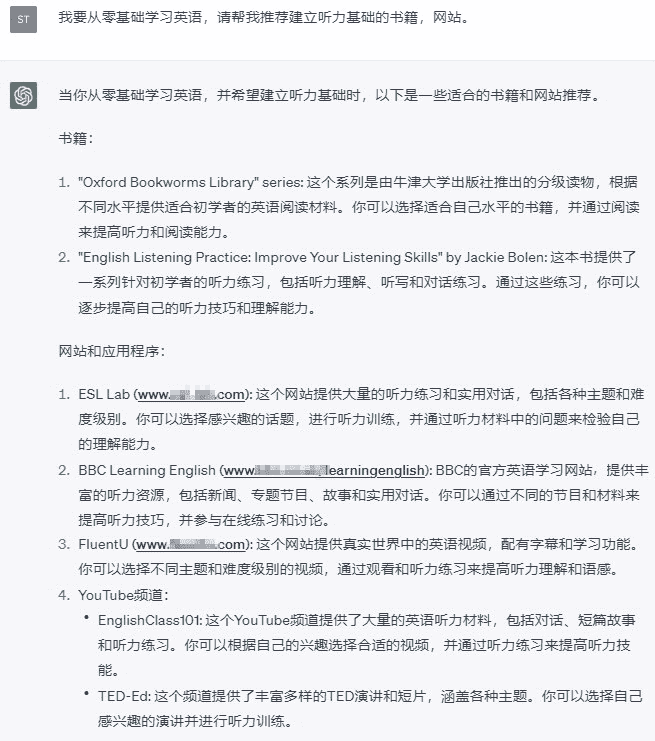 ST
我要从零基础学习英语，请帮我推荐建立听力基础的书籍，网站。
当你从零基础学习英语，并希望建立听力基础时，以下是一些适合的书籍和网站推荐。
书籍：
1. "Oxford Bookworms Library" series: 这个系列是由牛津大学出版社推出的分级读物，根据
不同水平提供适合初学者的英语阅读材料。你可以选择适合自己水平的书籍，并通过阅读
来提高听力和阅读能力。
2. "English Listening Practice: Improve Your Listening Skills" by Jackie Bolen: 这本书提供了
一系列针对初学者的听力练习，包括听力理解、听写和对话练习。通过这些练习，你可以
逐步提高自己的听力技巧和理解能力。
网站和应用程序：
1. ESL Lab (www. .com): 这个网站提供大量的听力练习和实用对话，包括各种主题和难
度级别。你可以选择感兴趣的话题，进行听力训练，并通过听力材料中的问题来检验自己
的理解能力。
2. BBC Learning English (www. learningenglish): BBC的官方英语学习网站，提供丰
富的听力资源，包括新闻、专题节目、故事和实用对话。你可以通过不同的节目和材料来
提高听力技巧，并参与在线练习和讨论。
3. FluentU (www. .com): 这个网站提供真实世界中的英语视频，配有字幕和学习功能。
你可以选择不同主题和难度级别的视频，通过观看和听力练习来提高听力理解和语感。
4. YouTube频道：
• EnglishClass101: 这个YouTube频道提供了大量的英语听力材料，包括对话、短篇故事
和听力练习。你可以根据自己的兴趣选择合适的视频，并通过听力练习来提高听力技
能。
• TED-Ed: 这个频道提供了丰富多样的TED演讲和短片，涵盖各种主题。你可以选择自己
感兴趣的演讲并进行听力训练。